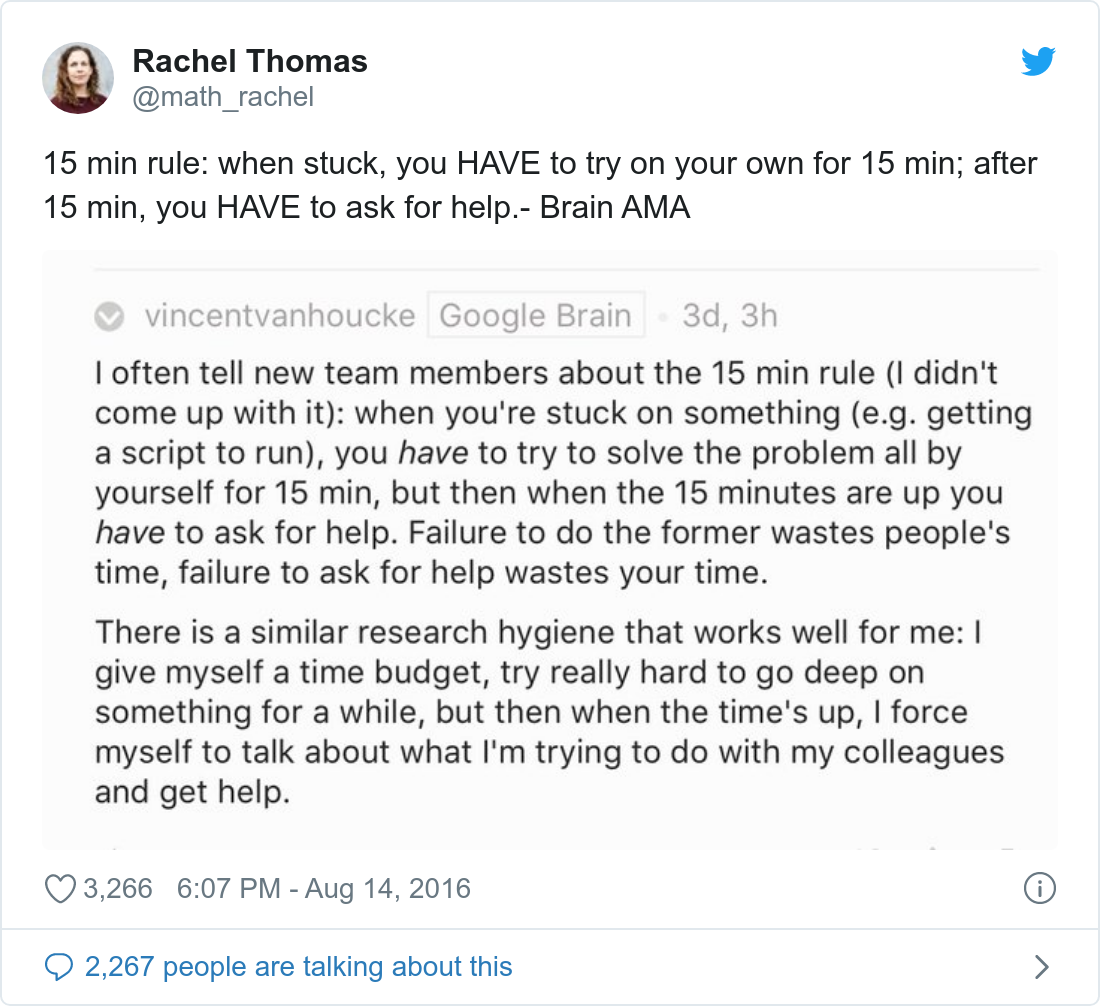 Rachel Thomas
@math_rachel
15 min rule: when stuck, you HAVE to try on your own for 15 min; after
15 min, you HAVE to ask for help.- Brain AMA
vincentvanhoucke Google Brain • 3d, 3h
I often tell new team members about the 15 min rule (I didn't
come up with it): when you're stuck on something (e.g. getting
a script to run), you have to try to solve the problem all by
yourself for 15 min, but then when the 15 minutes are up you
have to ask for help. Failure to do the former wastes people's
time, failure to ask for help wastes your time.
There is a similar research hygiene that works well for me: I
give myself a time budget, try really hard to go deep on
something for a while, but then when the time's up, I force
myself to talk about what I'm trying to do with my colleagues
and get help.
3,266 6:07 PM - Aug 14, 2016
2,267 people are talking about this